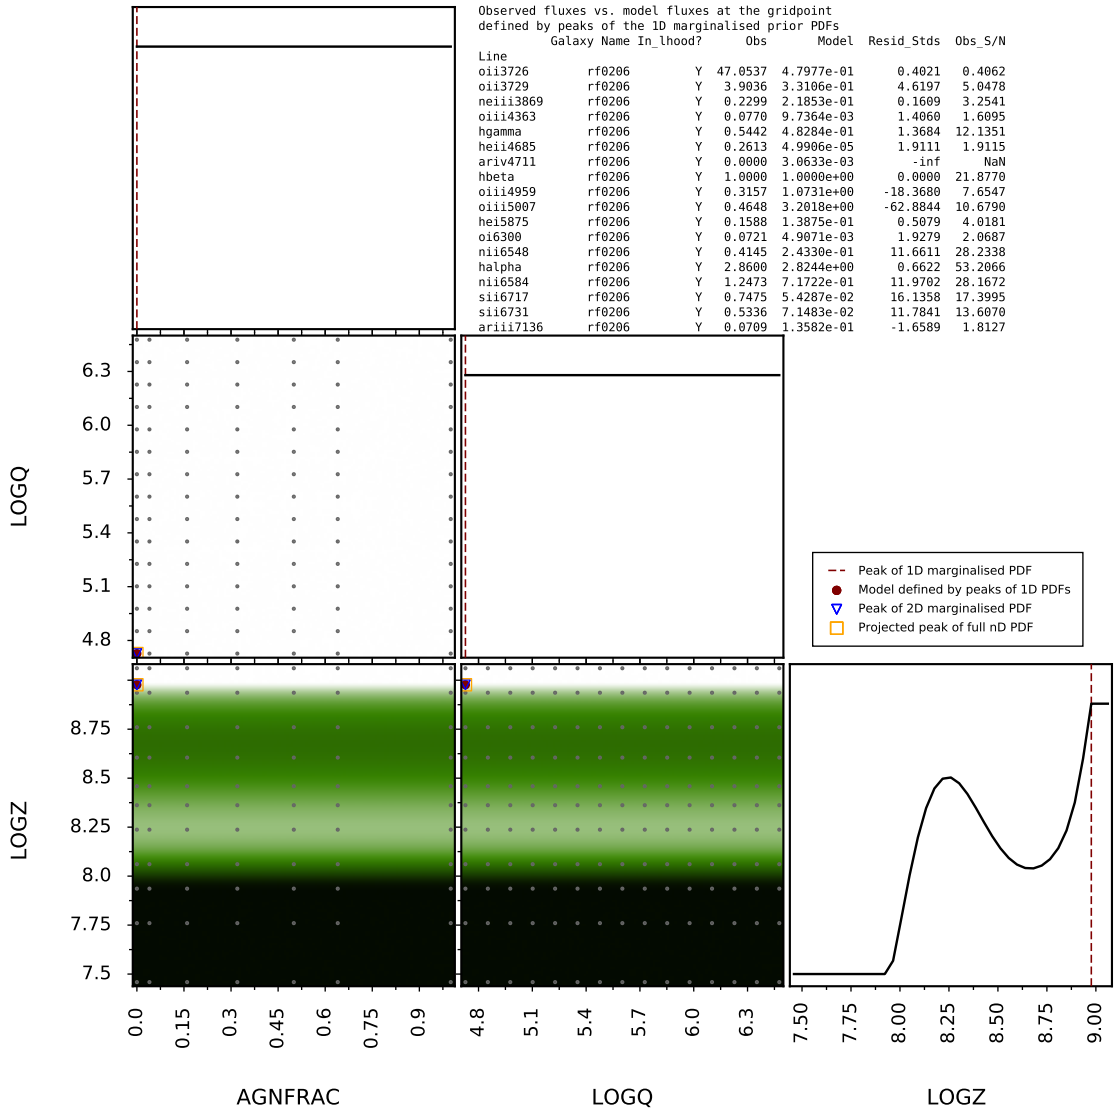 Observed fluxes vs. model fluxes at the gridpoint
defined by peaks of the 1D marginalised prior PDFs
Galaxy Name In_lhood? Obs Model Resid_Stds Obs_S/N
Line
oii3726 rf0206 Y 47.0537 4.7977e-01 0.4021 0.4062
oii3729 rf0206 Y 3.9036 3.3106e-01 4.6197 5.0478
neiii3869 rf0206 Y 0.2299 2.1853e-01 0.1609 3.2541
oiii4363 rf0206 Y 0.0770 9.7364e-03 1.4060 1.6095
hgamma rf0206 Y 0.5442 4.8284e-01 1.3684 12.1351
heii4685 rf0206 Y 0.2613 4.9906e-05 1.9111 1.9115
ariv4711 rf0206 Y 0.0000 3.0633e-03 -inf NaN
hbeta rf0206 Y 1.0000 1.0000e+00 0.0000 21.8770
oiii4959 rf0206 Y 0.3157 1.0731e+00 -18.3680 7.6547
oiii5007 rf0206 Y 0.4648 3.2018e+00 -62.8844 10.6790
hei5875 rf0206 Y 0.1588 1.3875e-01 0.5079 4.0181
oi6300 rf0206 Y 0.0721 4.9071e-03 1.9279 2.0687
nii6548 rf0206 Y 0.4145 2.4330e-01 11.6611 28.2338
halpha rf0206 Y 2.8600 2.8244e+00 0.6622 53.2066
nii6584 rf0206 Y 1.2473 7.1722e-01 11.9702 28.1672
sii6717 rf0206 Y 0.7475 5.4287e-02 16.1358 17.3995
sii6731 rf0206 Y 0.5336 7.1483e-02 11.7841 13.6070
ariii7136 rf0206 Y 0.0709 1.3582e-01 -1.6589 1.8127
LOGQ
6.3
6.0
5.7
5.4
5.1
4.8
Peak of 1D marginalised PDF
Model defined by peaks of 1D PDFs
Peak of 2D marginalised PDF
Projected peak of full nD PDF
LOGZ
8.75
8.5
8.25
8.0
7.75
7.5
0.0 0.15 0.3 0.45 0.6 0.75 0.9
4.8 5.1 5.4 5.7 6.0 6.3
7.50 7.75 8.00 8.25 8.50 8.75 9.00
AGNFRAC LOGQ LOGZ